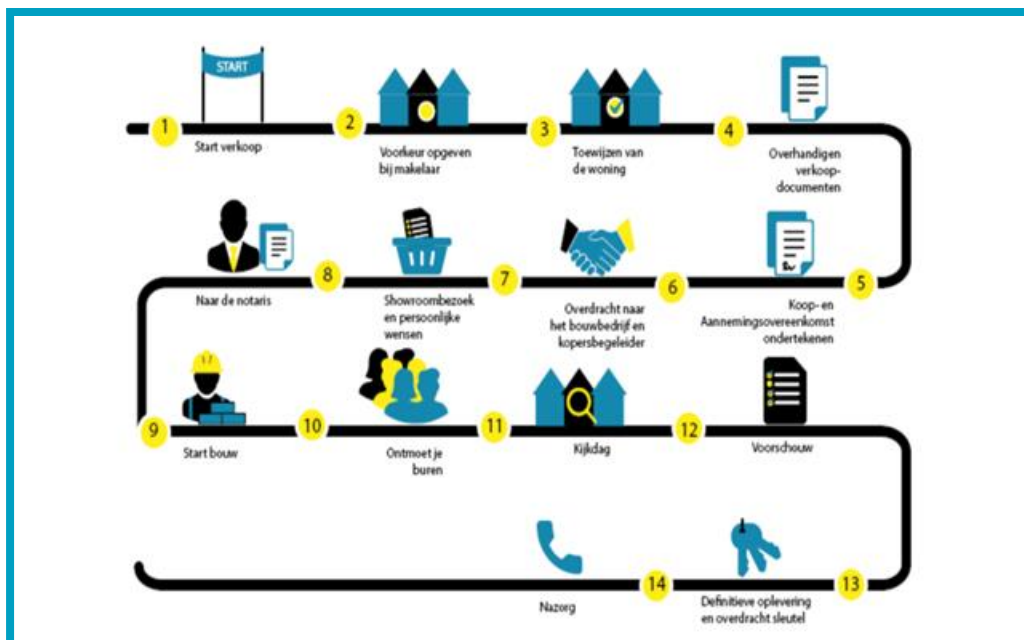 START
1
Start verkoop
2
Voorkeur opgeven
bij makelaar
3
Toewijzen van
de woning
4
Overhandigen
verkoop-
documenten
5
Koop- en
Aannemingsovereenkomst
ondertekenen
6
Overdracht naar
het bouwbedrijf en
kopersbegeleider
7
Showroombezoek
en persoonlijke
wensen
8
Naar de notaris
9
Start bouw
10
Ontmoet je
buren
11
Kijkdag
12
Voorschouw
13
Definitieve oplevering
en overdracht sleutel
14
Nazorg